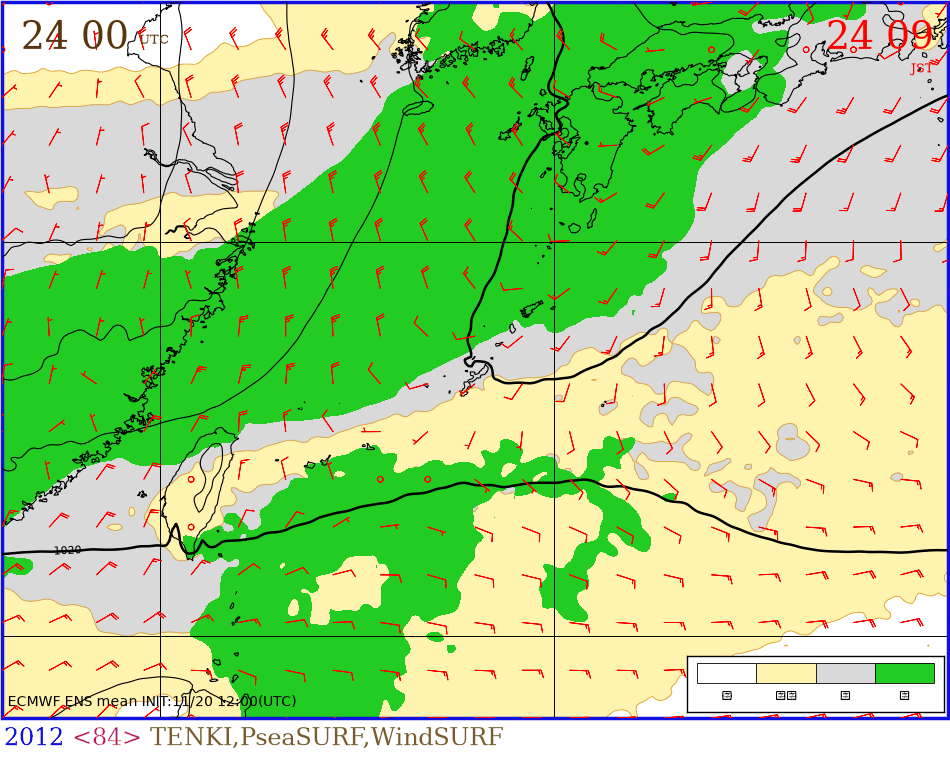 24 00 UTC
24 09
JST
1020
ECMWF ENS mean INIT:11/20 12:00(UTC)
2012 <84> TENKI,PseaSURF,WindSURF